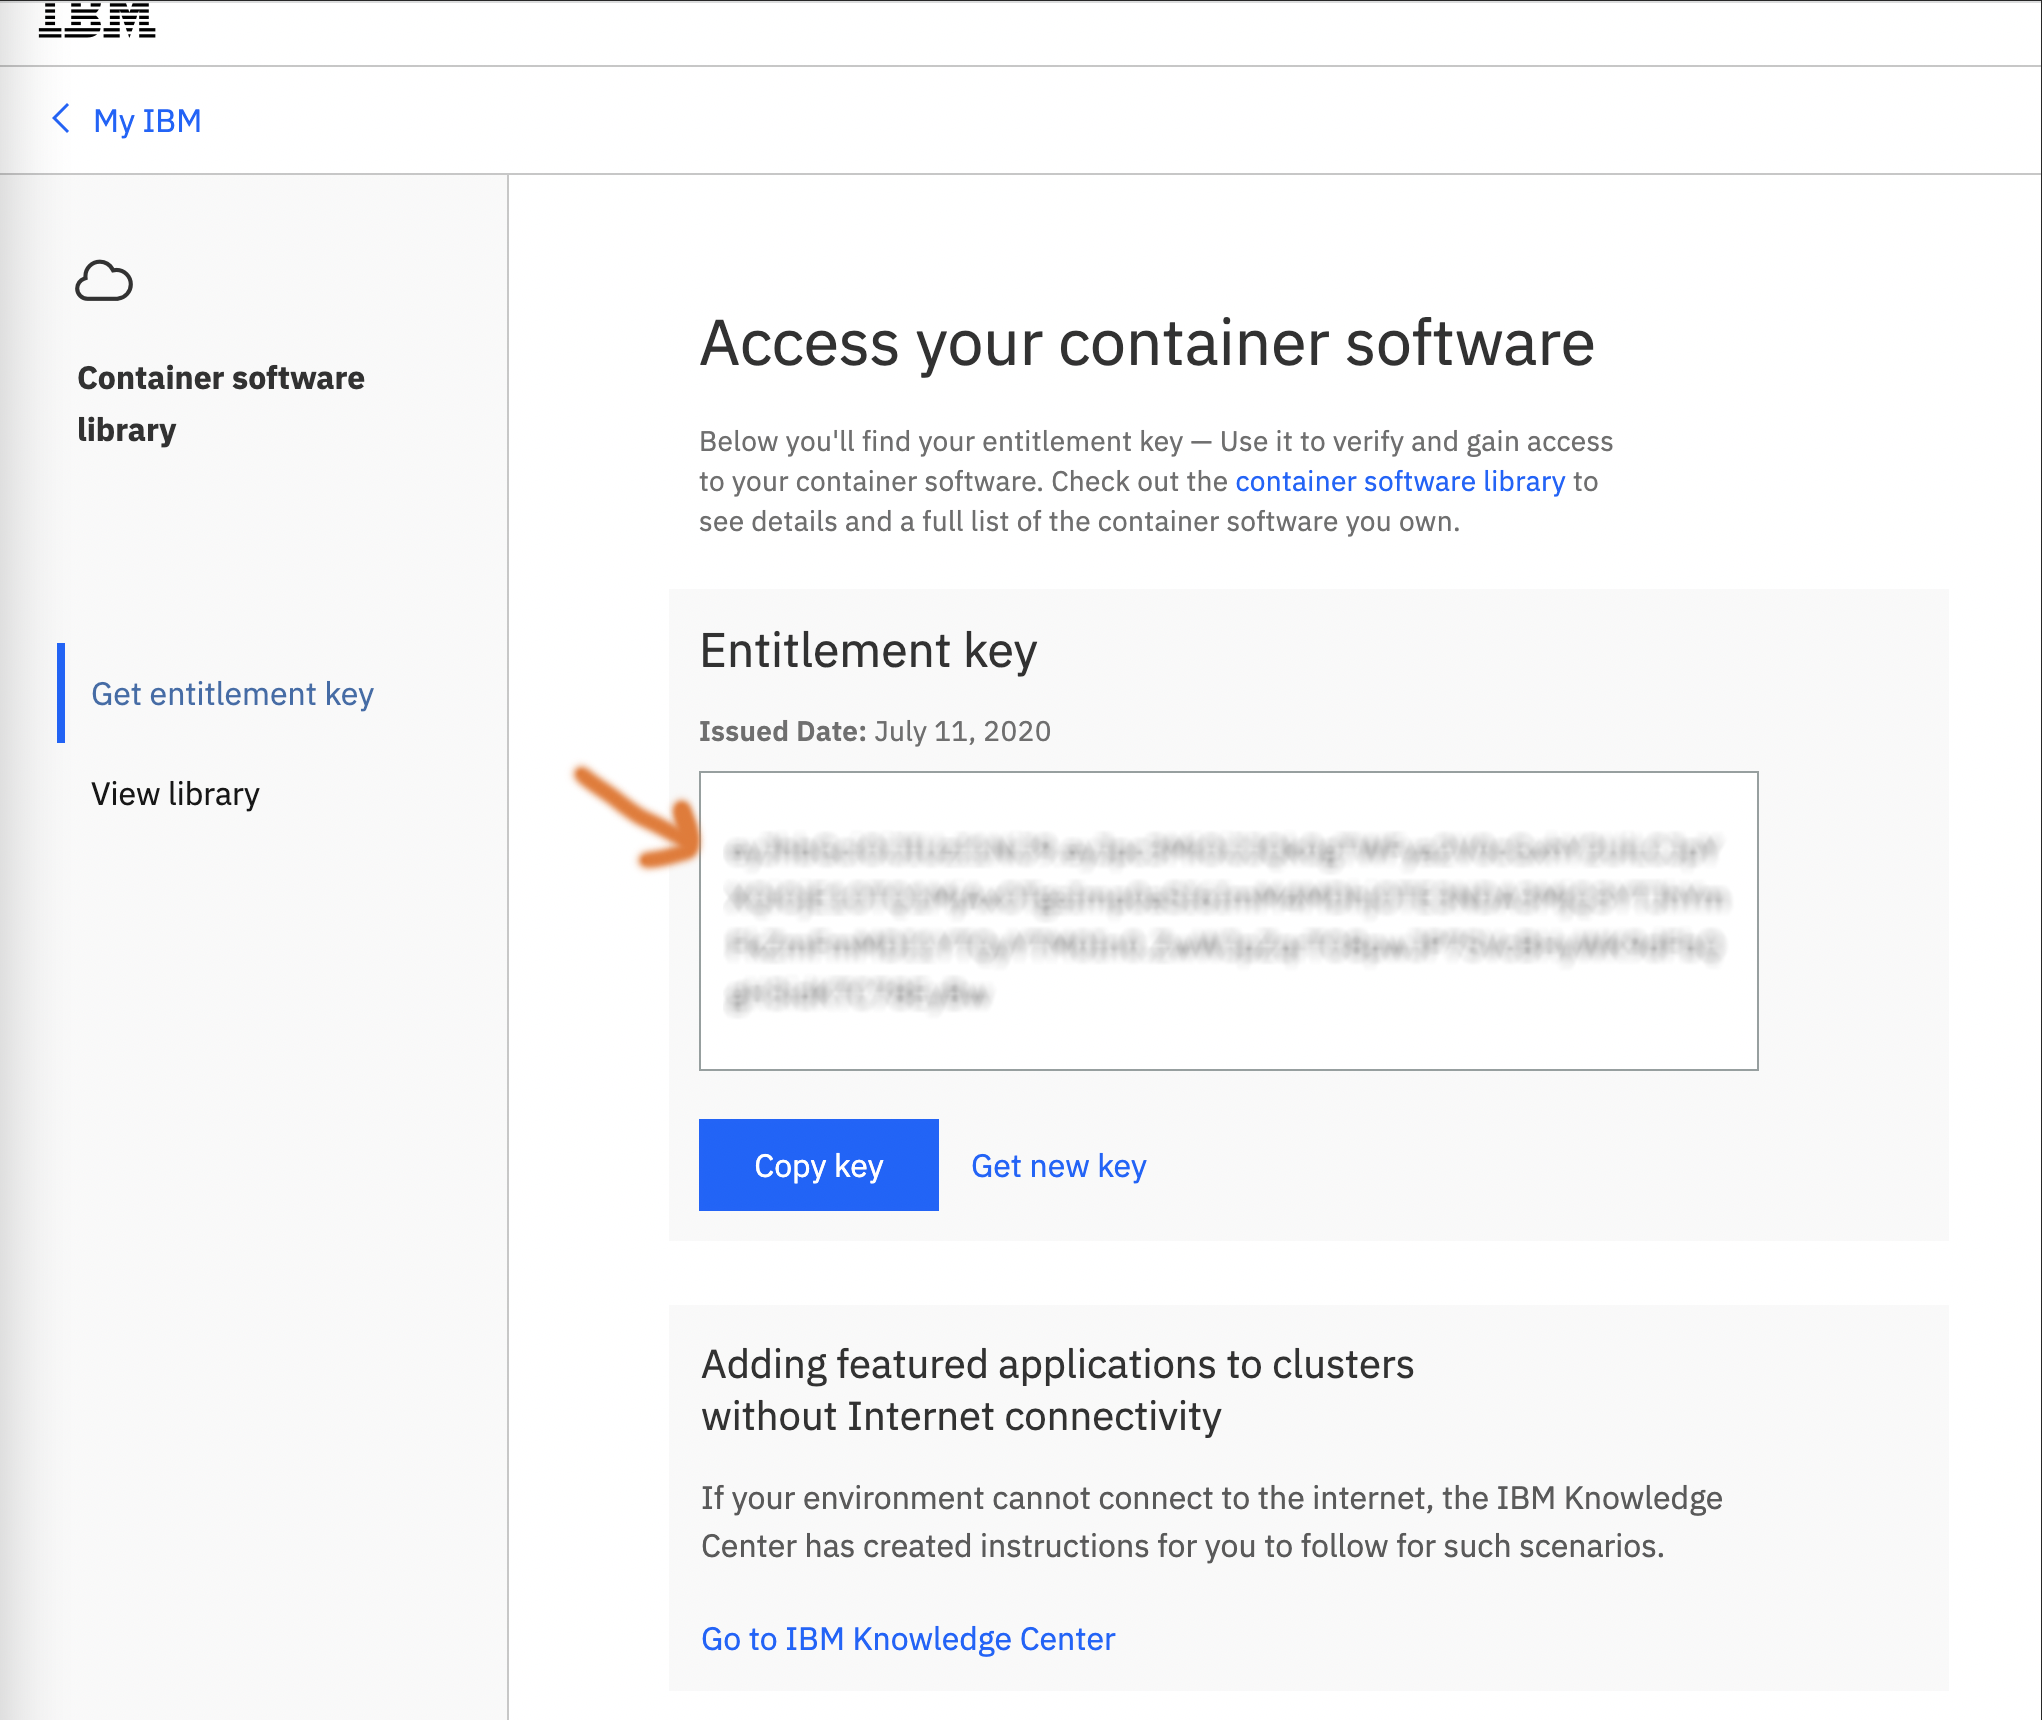 IBM
My IBM
Container software
library
Get entitlement key
View library
Access your container software
Below you'll find your entitlement key — Use it to verify and gain access
to your container software. Check out the container software library to
see details and a full list of the container software you own.
Entitlement key
Issued Date: July 11, 2020
Copy key
Get new key
Adding featured applications to clusters
without Internet connectivity
If your environment cannot connect to the internet, the IBM Knowledge
Center has created instructions for you to follow for such scenarios.
Go to IBM Knowledge Center